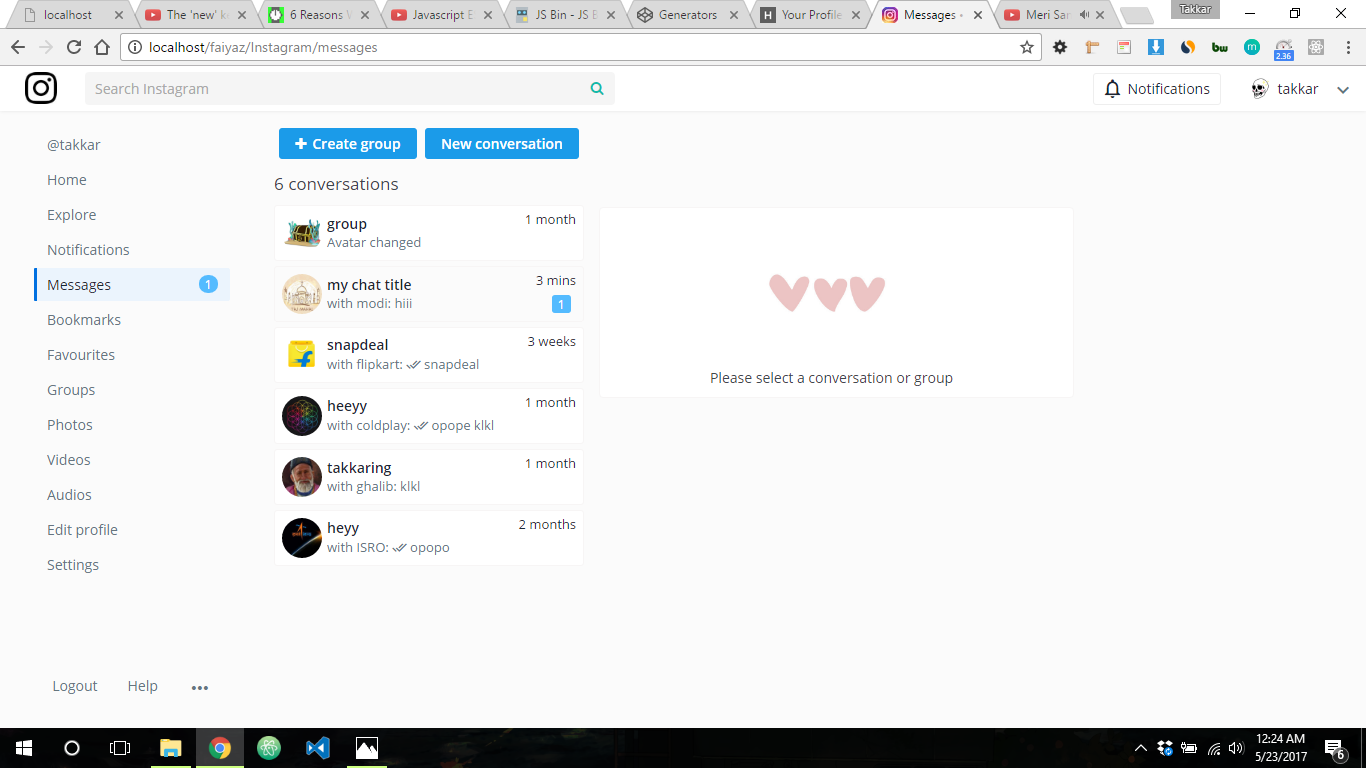 localhost
The 'new' k
6 Reasons
Javascript E
JS Bin - JS B
Generators
Your Profile
Messages •
Meri Sar
Takkar
localhost/faiyaz/Instagram/messages
bw
m
2.36
Search Instagram
Notifications
takkar
@takkar
Home
Explore
Notifications
Messages
1
Bookmarks
Favourites
Groups
Photos
Videos
Audios
Edit profile
Settings
Logout
Help
•••
+ Create group
New conversation
6 conversations
group
1 month
Avatar changed
my chat title
3 mins
with modi: hiii
1
snapdeal
3 weeks
with flipkart: snapdeal
heeyy
1 month
with coldplay: opope klkl
takkaring
1 month
with ghalib: klkl
heyy
2 months
with ISRO: opopo
Please select a conversation or group
12:24 AM
5/23/2017
6